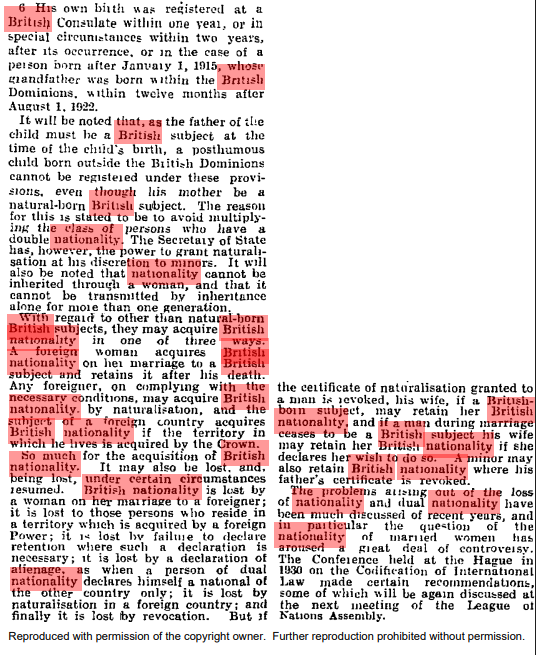 6 His own birth was registered at a
British Consulate within one year, or in
special circumstances within two years,
after its occurrence, or in the case of a
person born after January 1, 1915, whose
grandfather was born within the British
Dominions, within twelve months after
August 1, 1922.
It will be noted that, as the father of the
child must be a British subject at the
time of the child's birth, a posthumous
child born outside the British Dominions
cannot be registered under these provi-
sions, even though his mother be a
natural-born British subject. The reason
for this is stated to be to avoid multiply-
ing the class of persons who have a
double nationality. The Secretary of State
has, however, the power to grant naturali-
sation at his discretion to minors. It will
also be noted that nationality cannot be
inherited through a woman, and that it
cannot be transmitted by inheritance
alone for more than one generation.
With regard to other than natural-born
British subjects, they may acquire British
nationality in one of three ways.
A foreign woman acquires British
nationality on her marriage to a British
subject and retains it after his death.
Any foreigner, on complying with the
necessary conditions, may acquire British
nationality by naturalisation, and the
subject of a foreign country acquires
British nationality if the territory in
which he lives is acquired by the Crown.
So much for the acquisition of British
nationality. It may also be lost, and,
being lost, under certain circumstances
resumed. British nationality is lost by
a woman on her marriage to a foreigner;
it is lost to those persons who reside in
a territory which is acquired by a foreign
Power; it is lost by failure to declare
retention where such a declaration is
necessary; it is lost by a declaration of
alienage, as when a person of dual
nationality declares himself a national of
the other country only; it is lost by
naturalisation in a foreign country; and
finally it is lost by revocation. But if
the certificate of naturalisation granted to
a man is revoked, his wife, if a British-
born subject, may retain her British
nationality, and if a man during marriage
ceases to be a British subject his wife
may retain her British nationality if she
declares her wish to do so. A minor may
also retain British nationality where his
father's certificate is revoked.
The problems arising out of the loss
of nationality and dual nationality have
been much discussed of recent years, and
in particular the question of the
nationality of married women has
aroused a great deal of controversy.
The Conference held at the Hague in
1930 on the Codification of International
Law made certain recommendations,
some of which will be again discussed at
the next meeting of the League of
Nations Assembly.
Reproduced with permission of the copyright owner. Further reproduction prohibited without permission.